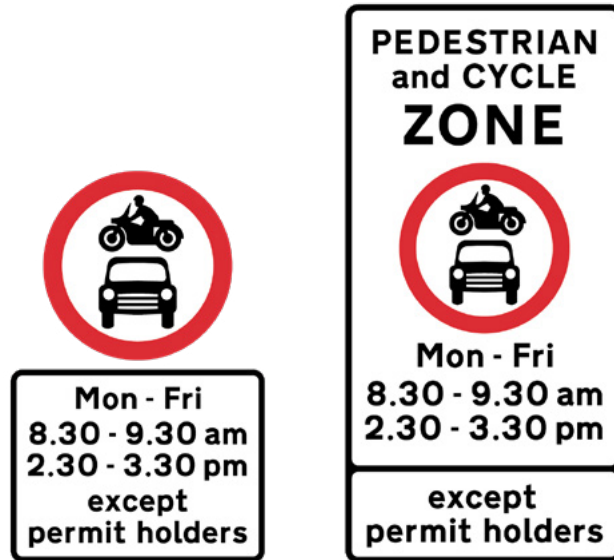 Mon - Fri
8.30 - 9.30 am
2.30 - 3.30 pm
except
permit holders
PEDESTRIAN
and CYCLE
ZONE
Mon - Fri
8.30 - 9.30 am
2.30 - 3.30 pm
except
permit holders